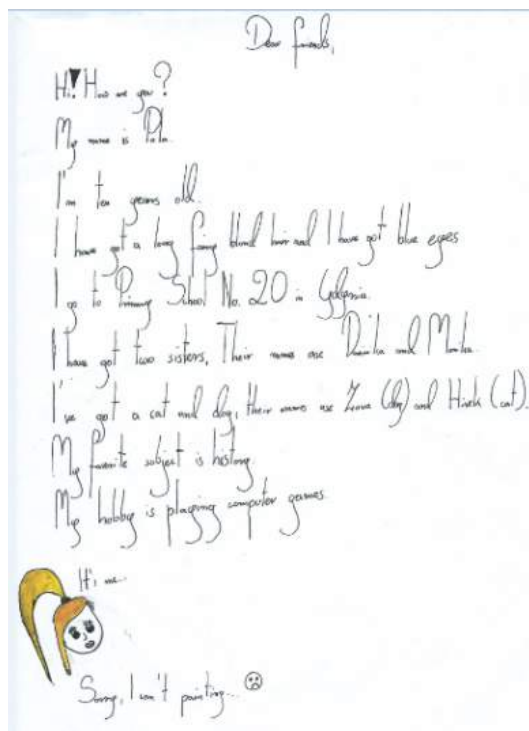 Dear friends,
Hi! How are you?
My name is Pola.
I'm ten years old.
I have got a long blond hair and I have got blue eyes
I go to Primary School No. 20 in
I have got two sisters, Their names are and
I've got a cat and dog, their names are (dog) and (cat).
My favorite subject is history.
My hobby is playing computer games.
It's me...
Sorry, I can't painting...